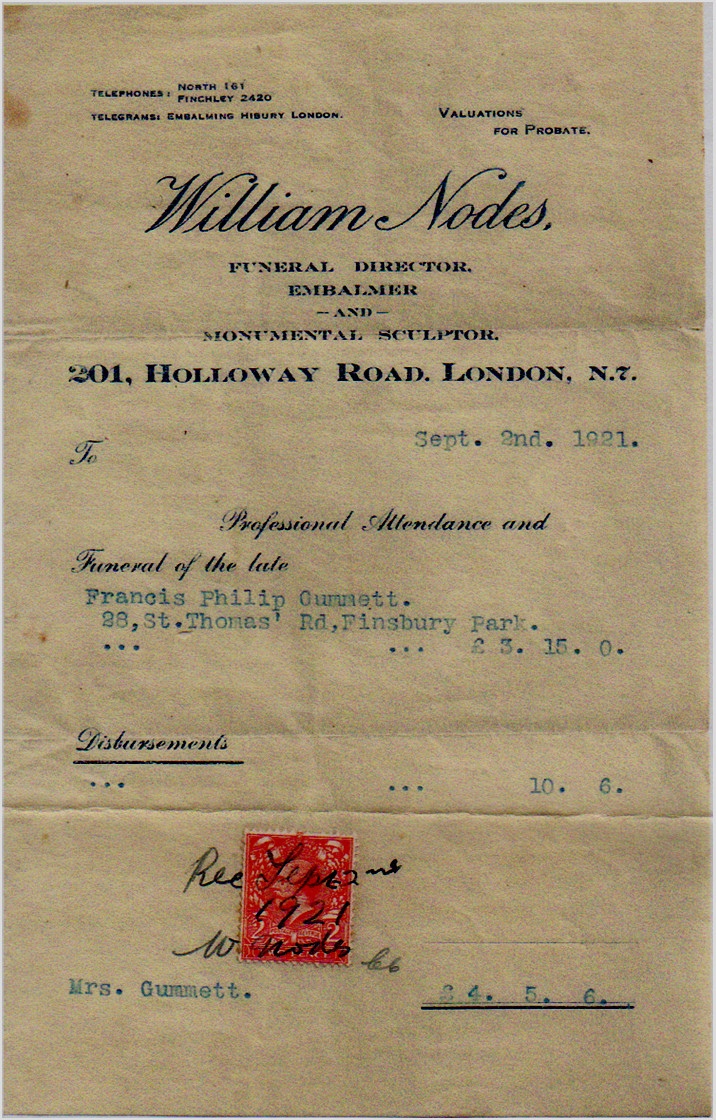 TELEPHONES: NORTH 161
FINCHLEY 2420
TELEGRAMS: EMBALMING HIBURY LONDON.
VALUATIONS
FOR PROBATE.
William Nodes,
FUNERAL DIRECTOR,
EMBALMER
—AND—
MONUMENTAL SCULPTOR.
201, HOLLOWAY ROAD. LONDON, N.7.
Sept. 2nd. 1921.
To
Professional Attendance and
Funeral of the late
Francis Philip Gummett.
28,St.Thomas' Rd,Finsbury Park.
... ... £ 3. 15. 0.
Disbursements
... ... 10. 6.
Rec Sept 2nd
1921
2 2
W Nodes
Mrs. Gummett.
£ 4. 5. 6.